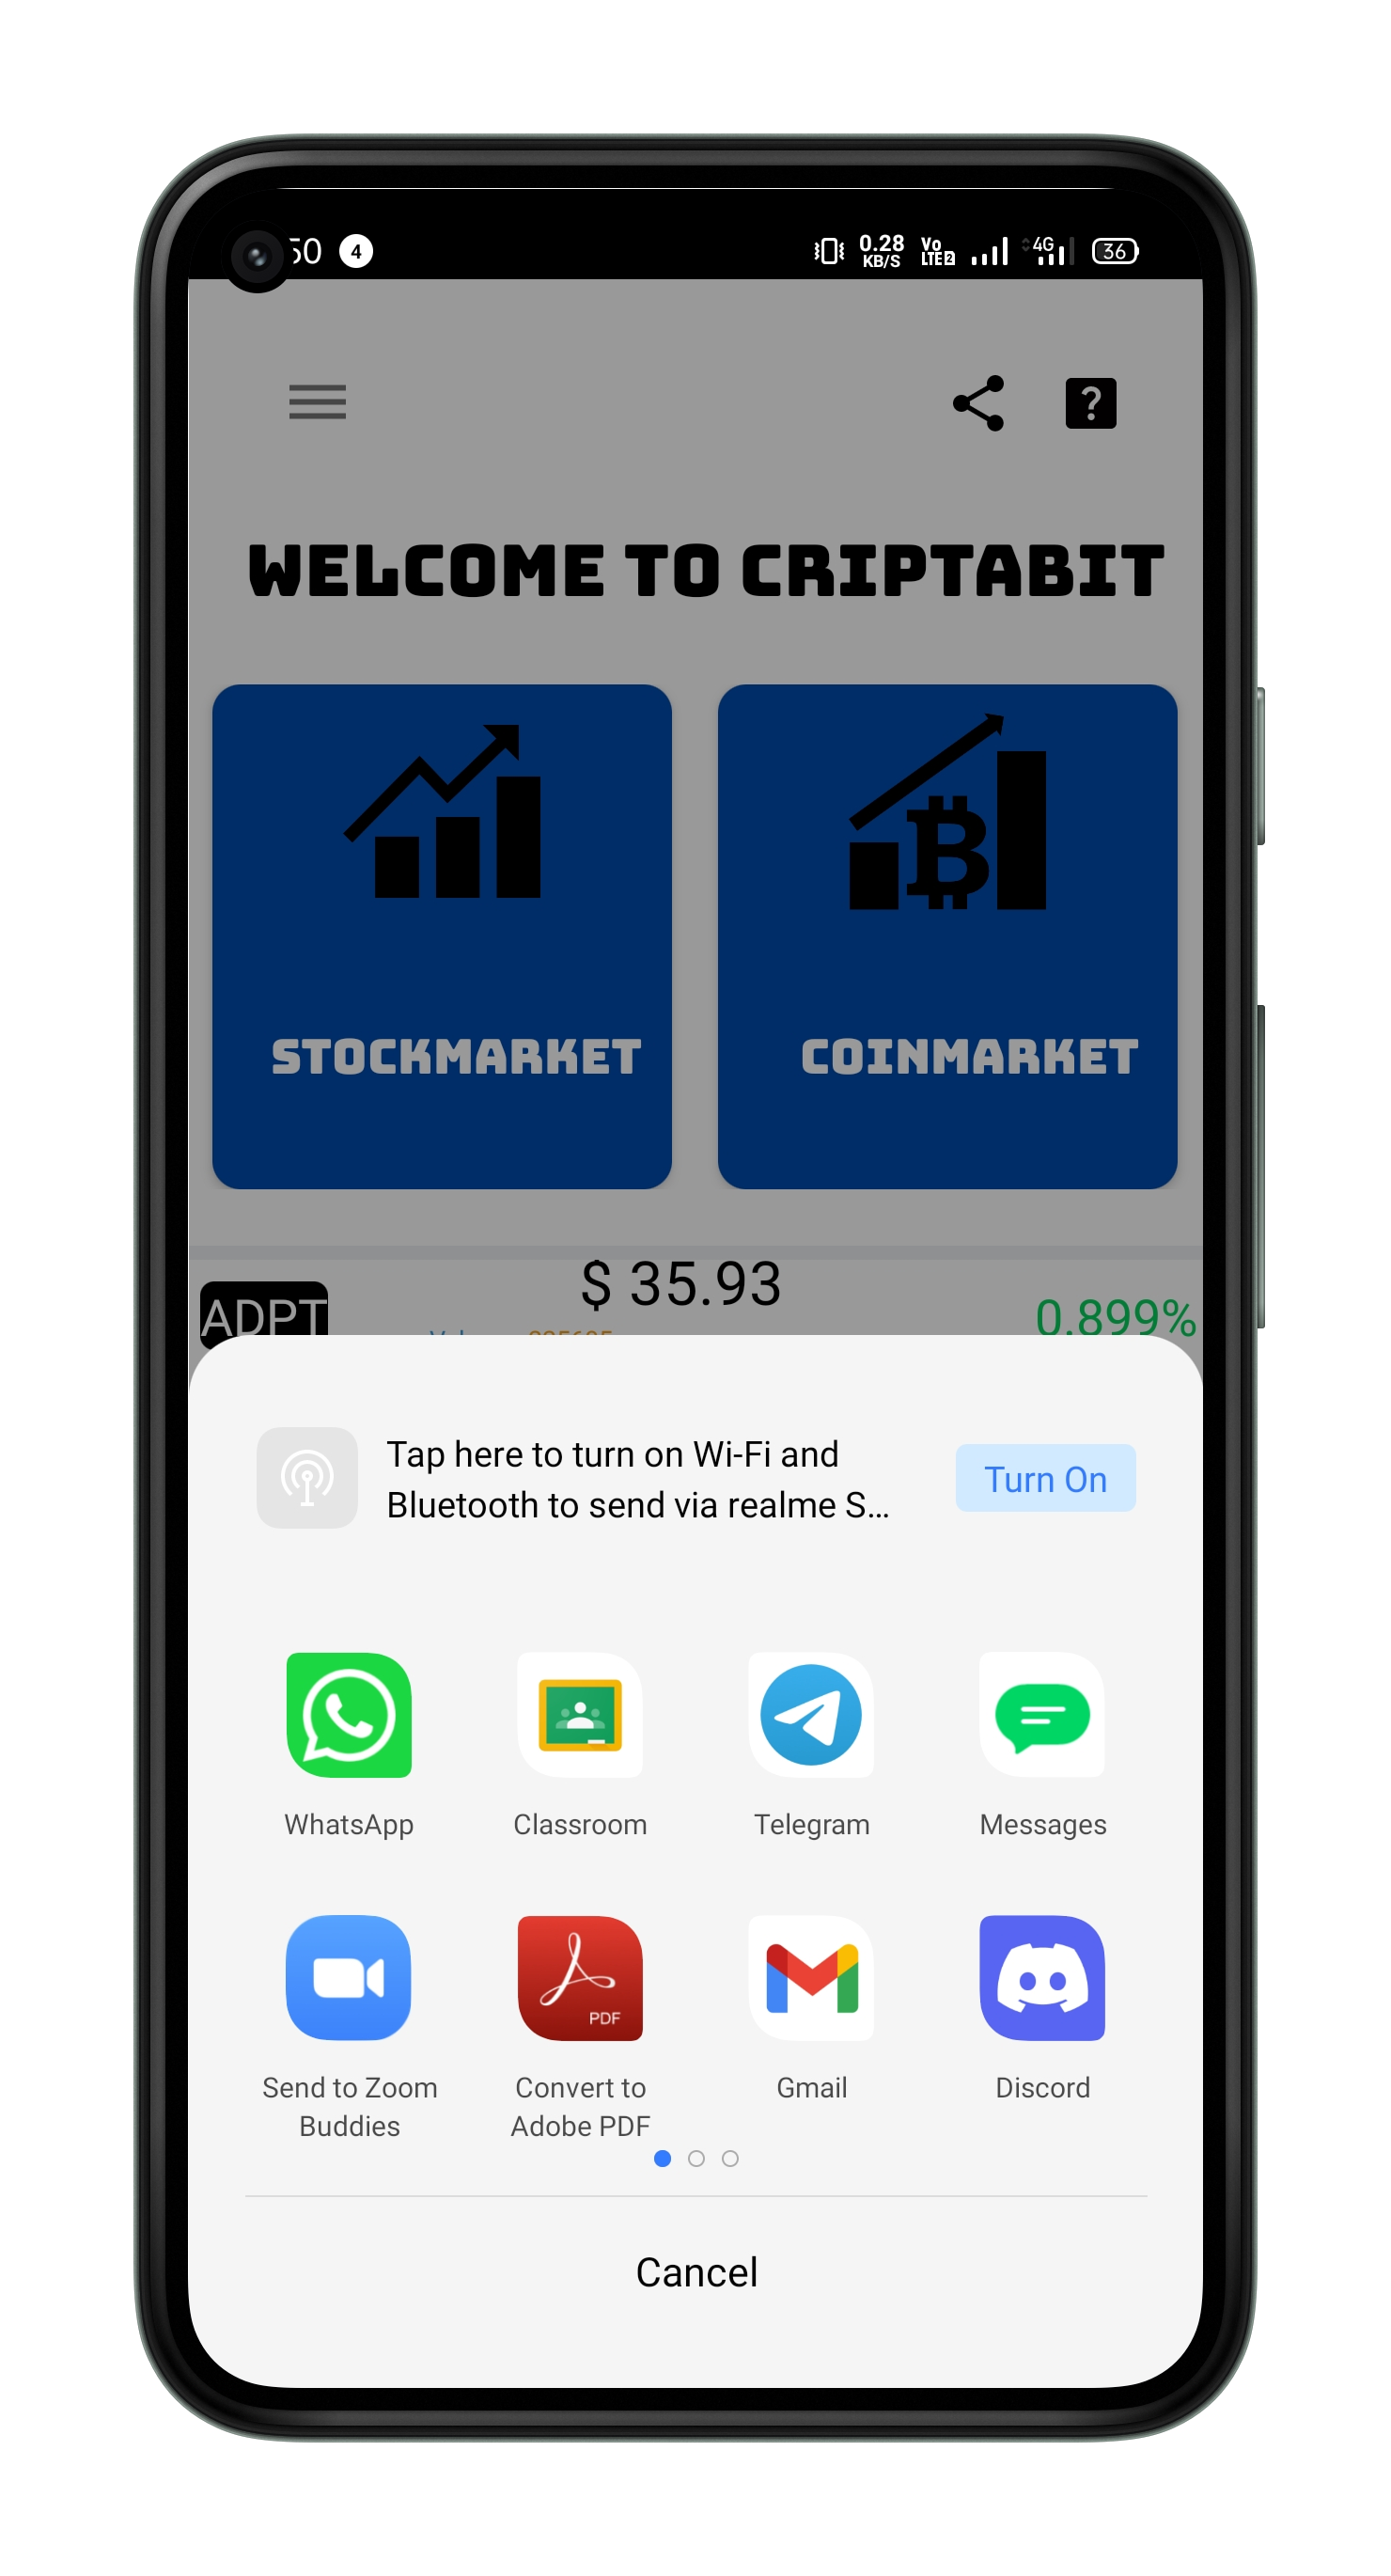 50 4 0.28 KB/S Vo LTE 2 4G 36
?
WELCOME TO CRIPTABIT
STOCKMARKET COINMARKET
$ 35.93
ADPT 0.899%
Tap here to turn on Wi-Fi and
Bluetooth to send via realme S...
Turn On
WhatsApp Classroom Telegram Messages
PDF
Send to Zoom Convert to Gmail Discord
Buddies Adobe PDF
Cancel